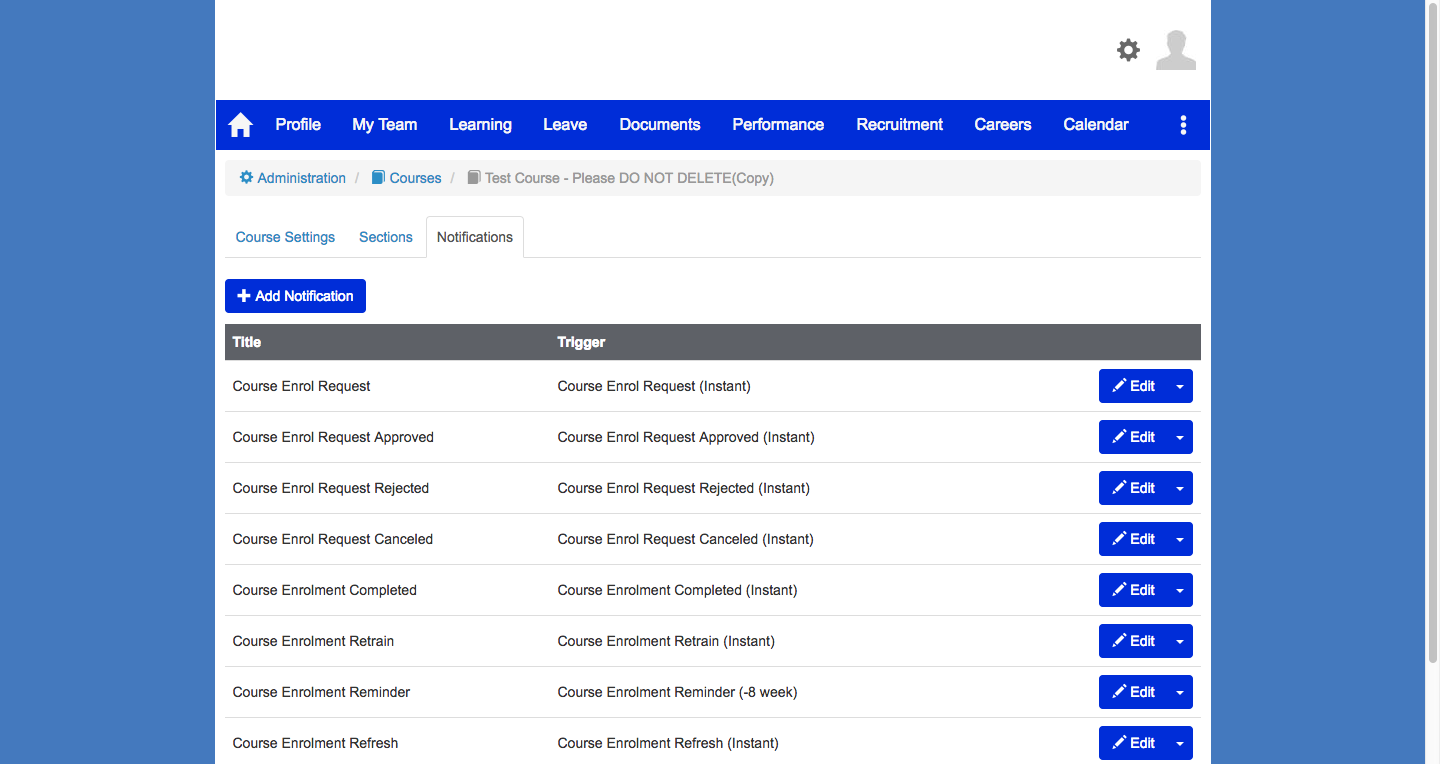 Profile My Team Learning Leave Documents Performance Recruitment Careers Calendar
Administration / Courses / Test Course - Please DO NOT DELETE(Copy)
Course Settings Sections Notifications
Add Notification
Title Trigger
Course Enrol Request Course Enrol Request (Instant) Edit
Course Enrol Request Approved Course Enrol Request Approved (Instant) Edit
Course Enrol Request Rejected Course Enrol Request Rejected (Instant) Edit
Course Enrol Request Canceled Course Enrol Request Canceled (Instant) Edit
Course Enrolment Completed Course Enrolment Completed (Instant) Edit
Course Enrolment Retrain Course Enrolment Retrain (Instant) Edit
Course Enrolment Reminder Course Enrolment Reminder (-8 week) Edit
Course Enrolment Refresh Course Enrolment Refresh (Instant) Edit